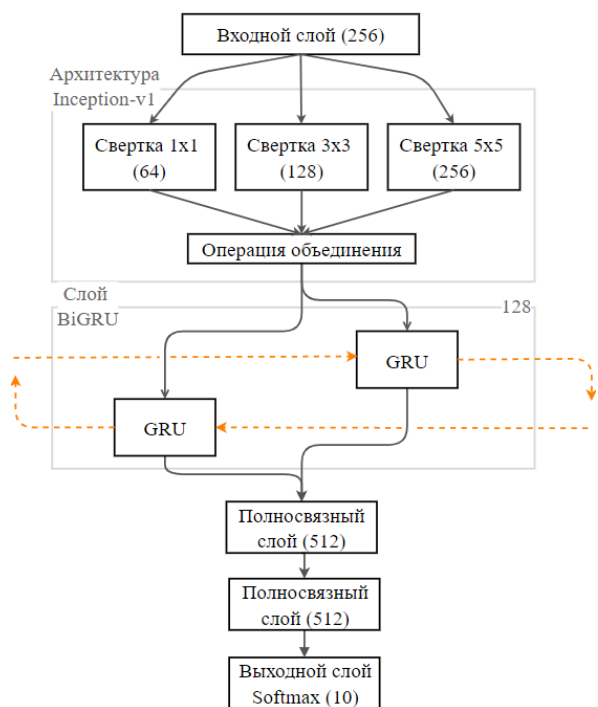 Входной слой (256)
Архитектура
Inception-v1
Свертка 1x1
(64)
Свертка 3x3
(128)
Свертка 5x5
(256)
Операция объединения
Слой
BiGRU
128
GRU
GRU
Полносвязный
слой (512)
Полносвязный
слой (512)
Выходной слой
Softmax (10)